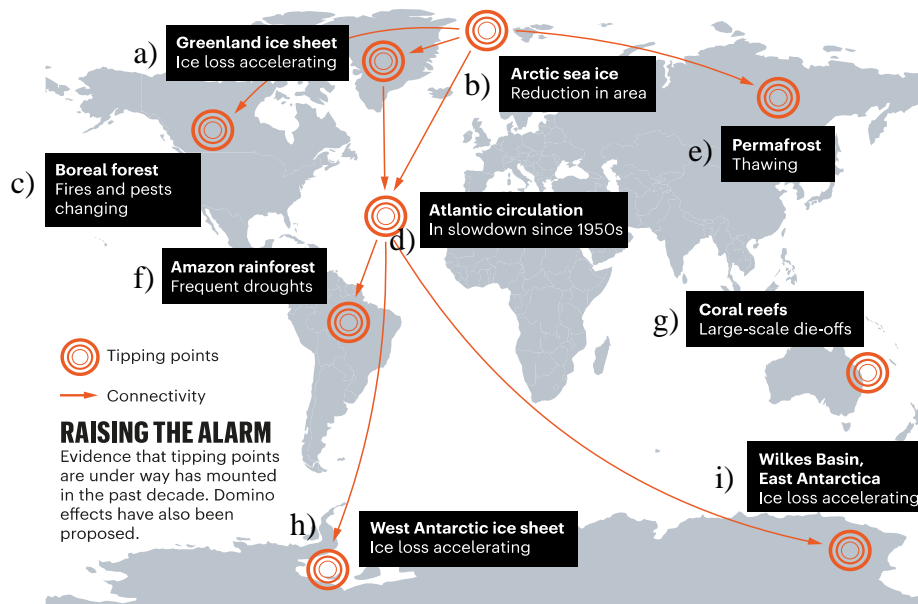 a)
Greenland ice sheet
Ice loss accelerating
b)
Arctic sea ice
Reduction in area
c)
Boreal forest
Fires and pests
changing
d)
Atlantic circulation
In slowdown since 1950s
e)
Permafrost
Thawing
f)
Amazon rainforest
Frequent droughts
g)
Coral reefs
Large-scale die-offs
Tipping points
Connectivity
RAISING THE ALARM
Evidence that tipping points
are under way has mounted
in the past decade. Domino
effects have also been
proposed.
h)
West Antarctic ice sheet
Ice loss accelerating
i)
Wilkes Basin,
East Antarctica
Ice loss accelerating